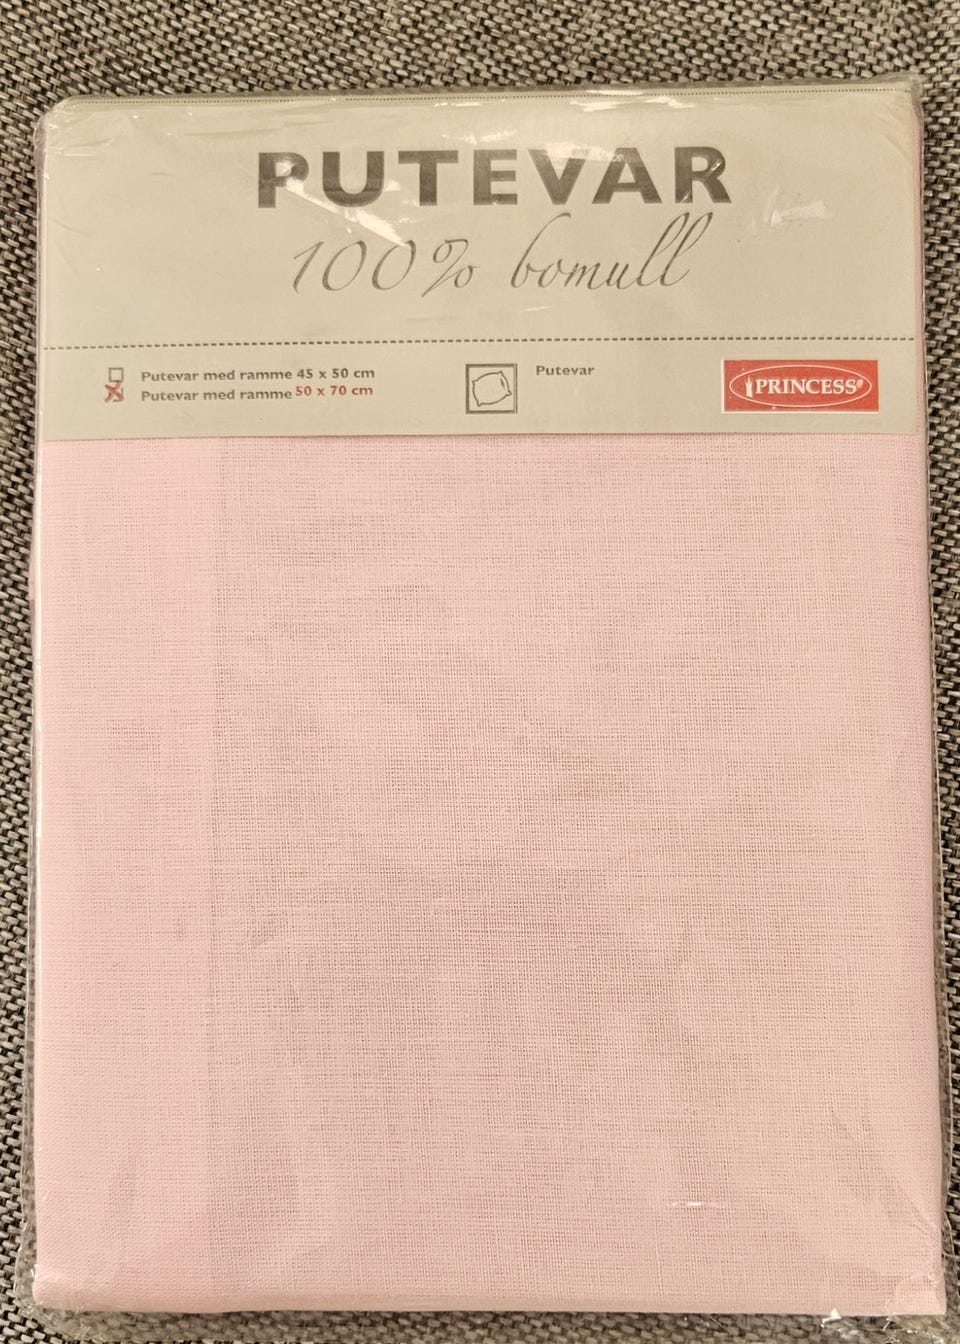 PUTEVAR
100% bomull
Putevar med ramme 45 x 50 cm
Putevar med ramme 50 x 70 cm
Putevar
PRINCESS